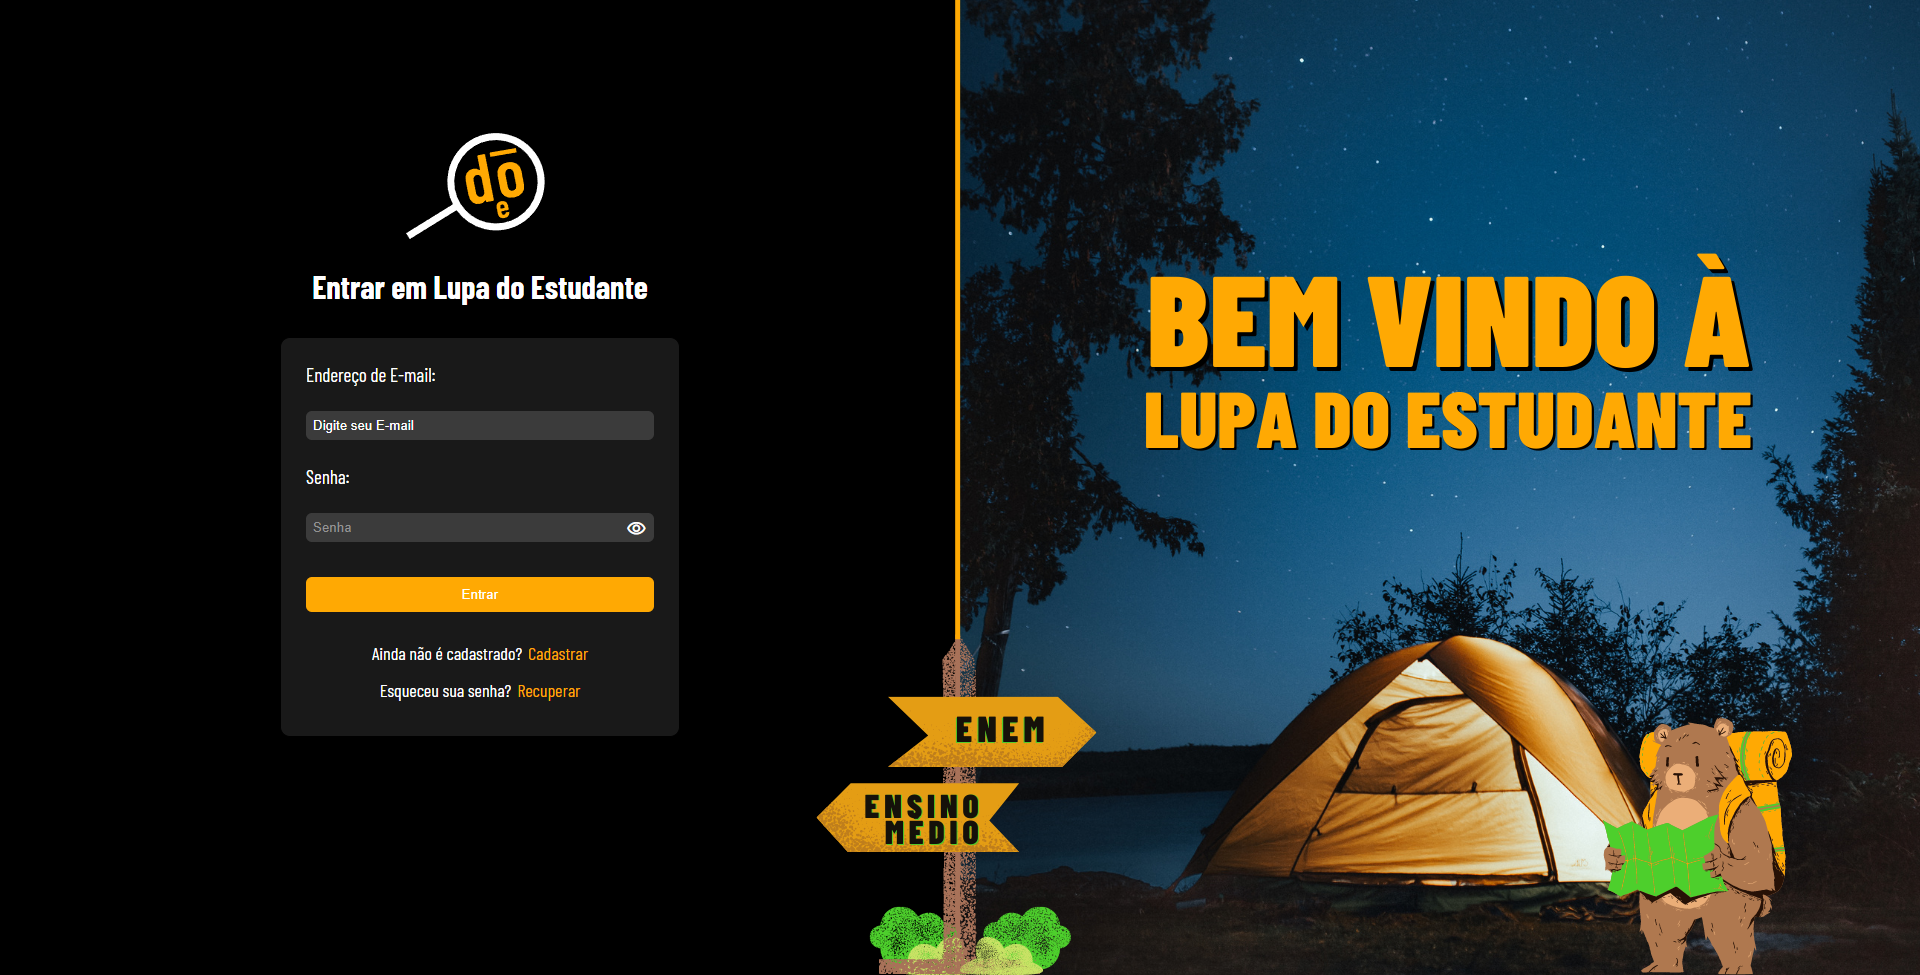 dō
e
Entrar em Lupa do Estudante
Endereço de E-mail:
Digite seu E-mail
Senha:
Senha
Entrar
Ainda não é cadastrado? Cadastrar
Esqueceu sua senha? Recuperar
BEM VINDO À
LUPA DO ESTUDANTE
ENEM
ENSINO
MEDIO